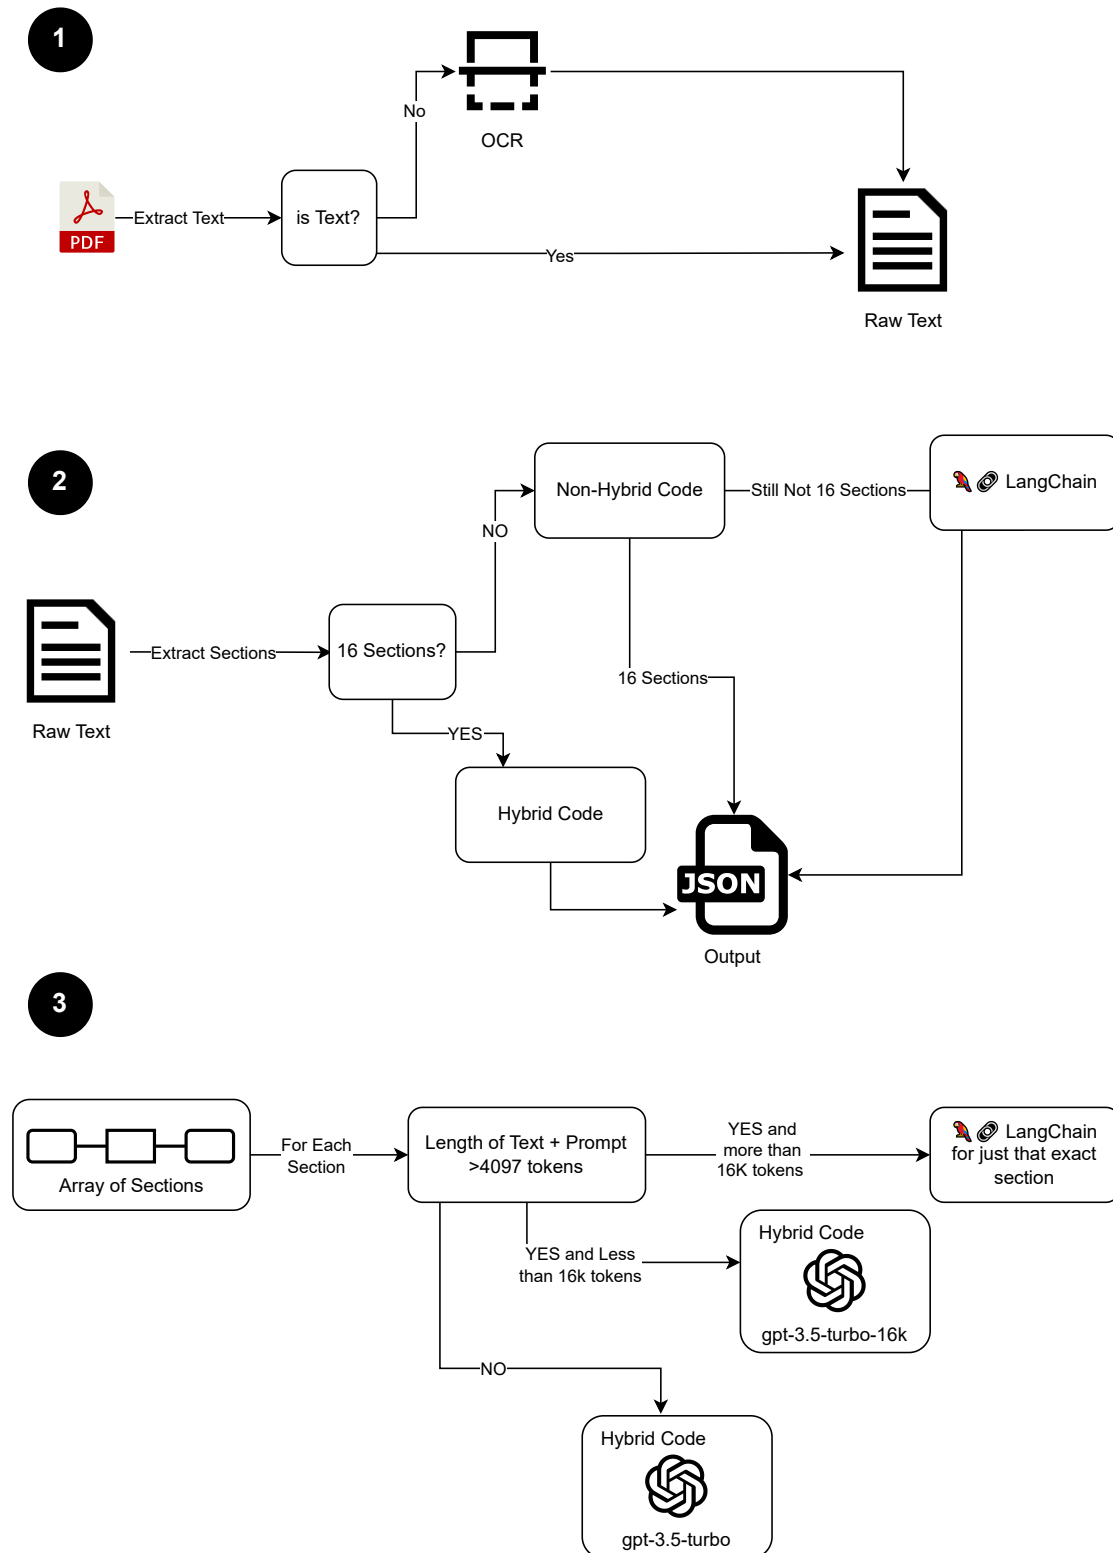 1
No
OCR
PDF
Extract Text
is Text?
Yes
Raw Text
2
Non-Hybrid Code
Still Not 16 Sections
LangChain
NO
Raw Text
Extract Sections
16 Sections?
16 Sections
YES
Hybrid Code
JSON
Output
3
Array of Sections
For Each
Section
Length of Text + Prompt
>4097 tokens
YES and
more than
16K tokens
LangChain
for just that exact
section
YES and Less
than 16k tokens
Hybrid Code
gpt-3.5-turbo-16k
NO
Hybrid Code
gpt-3.5-turbo